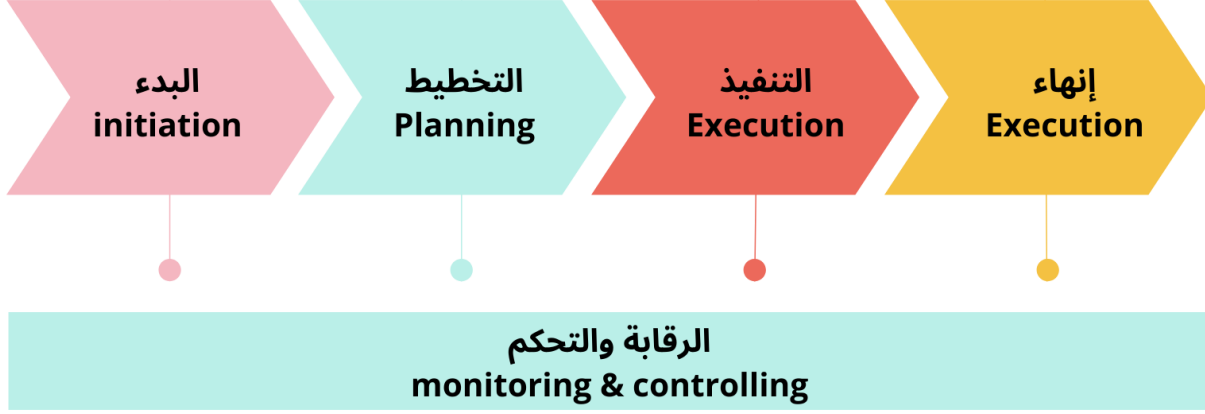 البدء
initiation
التخطيط
Planning
التنفيذ
Execution
إنهاء
Execution
الرقابة والتحكم
monitoring & controlling